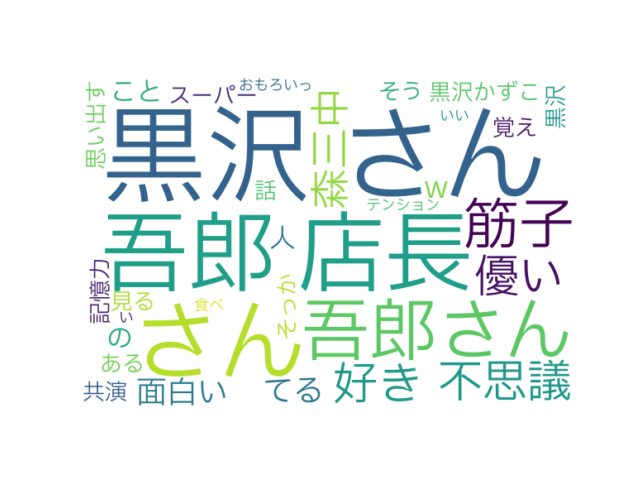 おもろいっ
思い出す
こと
スーパー
そう
黒沢かずこ
黒沢
いい
覚え
黒沢さん
森三中
w
話
テンション
吾郎
店長
筋子
人
優い
記憶力
見る
ぃ
さん
食べ
そっか
吾郎さん
の
ある
共演
面白い
てる
好き
不思議